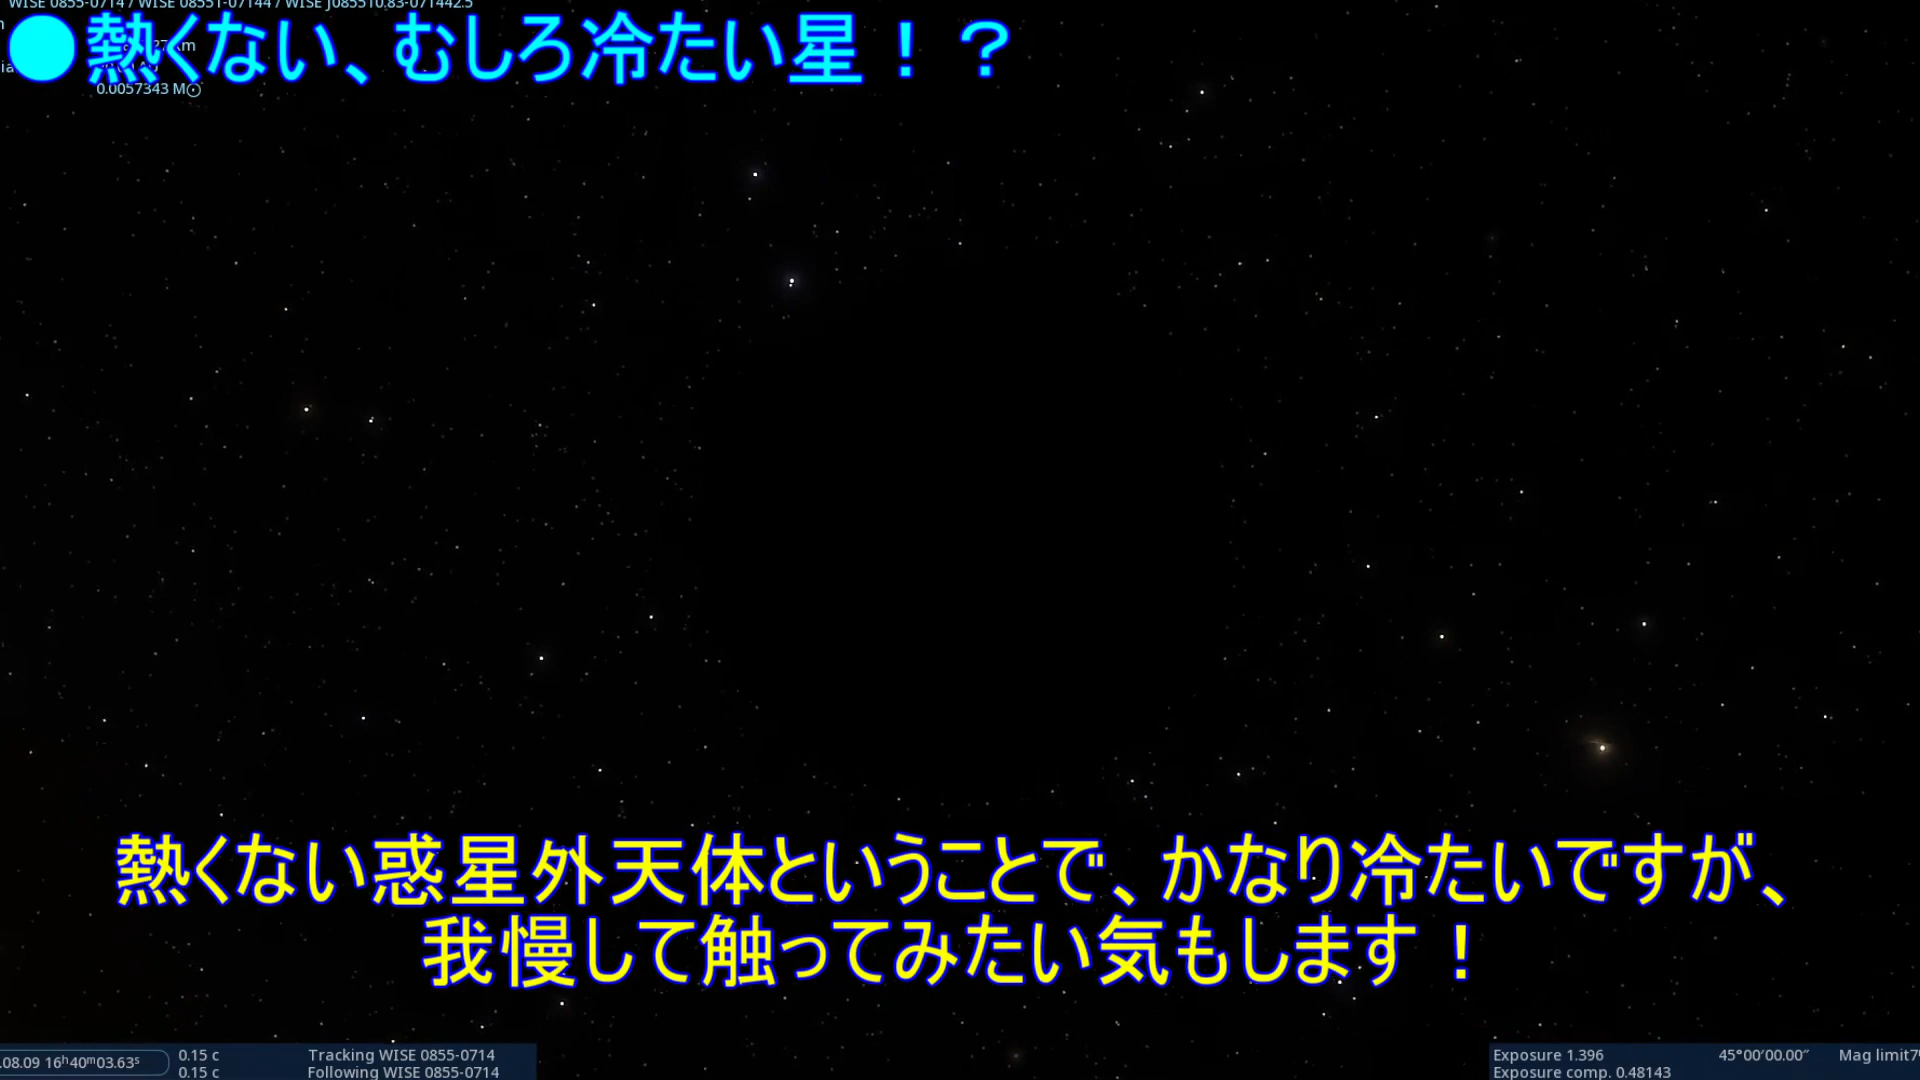 WISE 0855-0714 / WISE J0855-0714 / WISE J085510.83-071442.5
●熱くない、むしろ冷たい星！？
0.0057343 M☉
熱くない惑星外天体ということで、かなり冷たいですが、
我慢して触ってみたい気もします！
.08.09 16ʰ40ᵐ03.63ˢ
0.15 c
0.15 c
Tracking WISE 0855-0714
Following WISE 0855-0714
Exposure 1.396
Exposure comp. 0.48143
45°00′00.00″
Mag limit